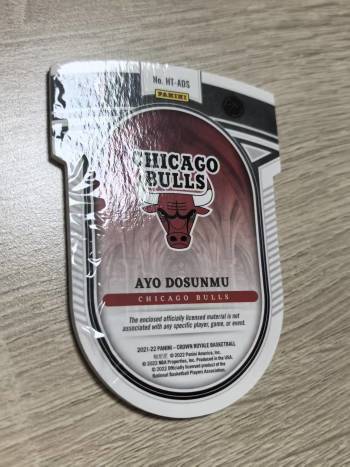 No. HT-ADS
PANINI
CHICAGO
BULLS
AYO DOSUNMU
CHICAGO BULLS
The enclosed officially licensed material is not
associated with any specific player, game, or event.
2021-22 PANINI – CROWN ROYALE BASKETBALL
© 2022 Panini America, Inc.
© 2022 NBA Properties, Inc. Produced in the USA.
© 2022 Officially licensed product of the
National Basketball Players Association.